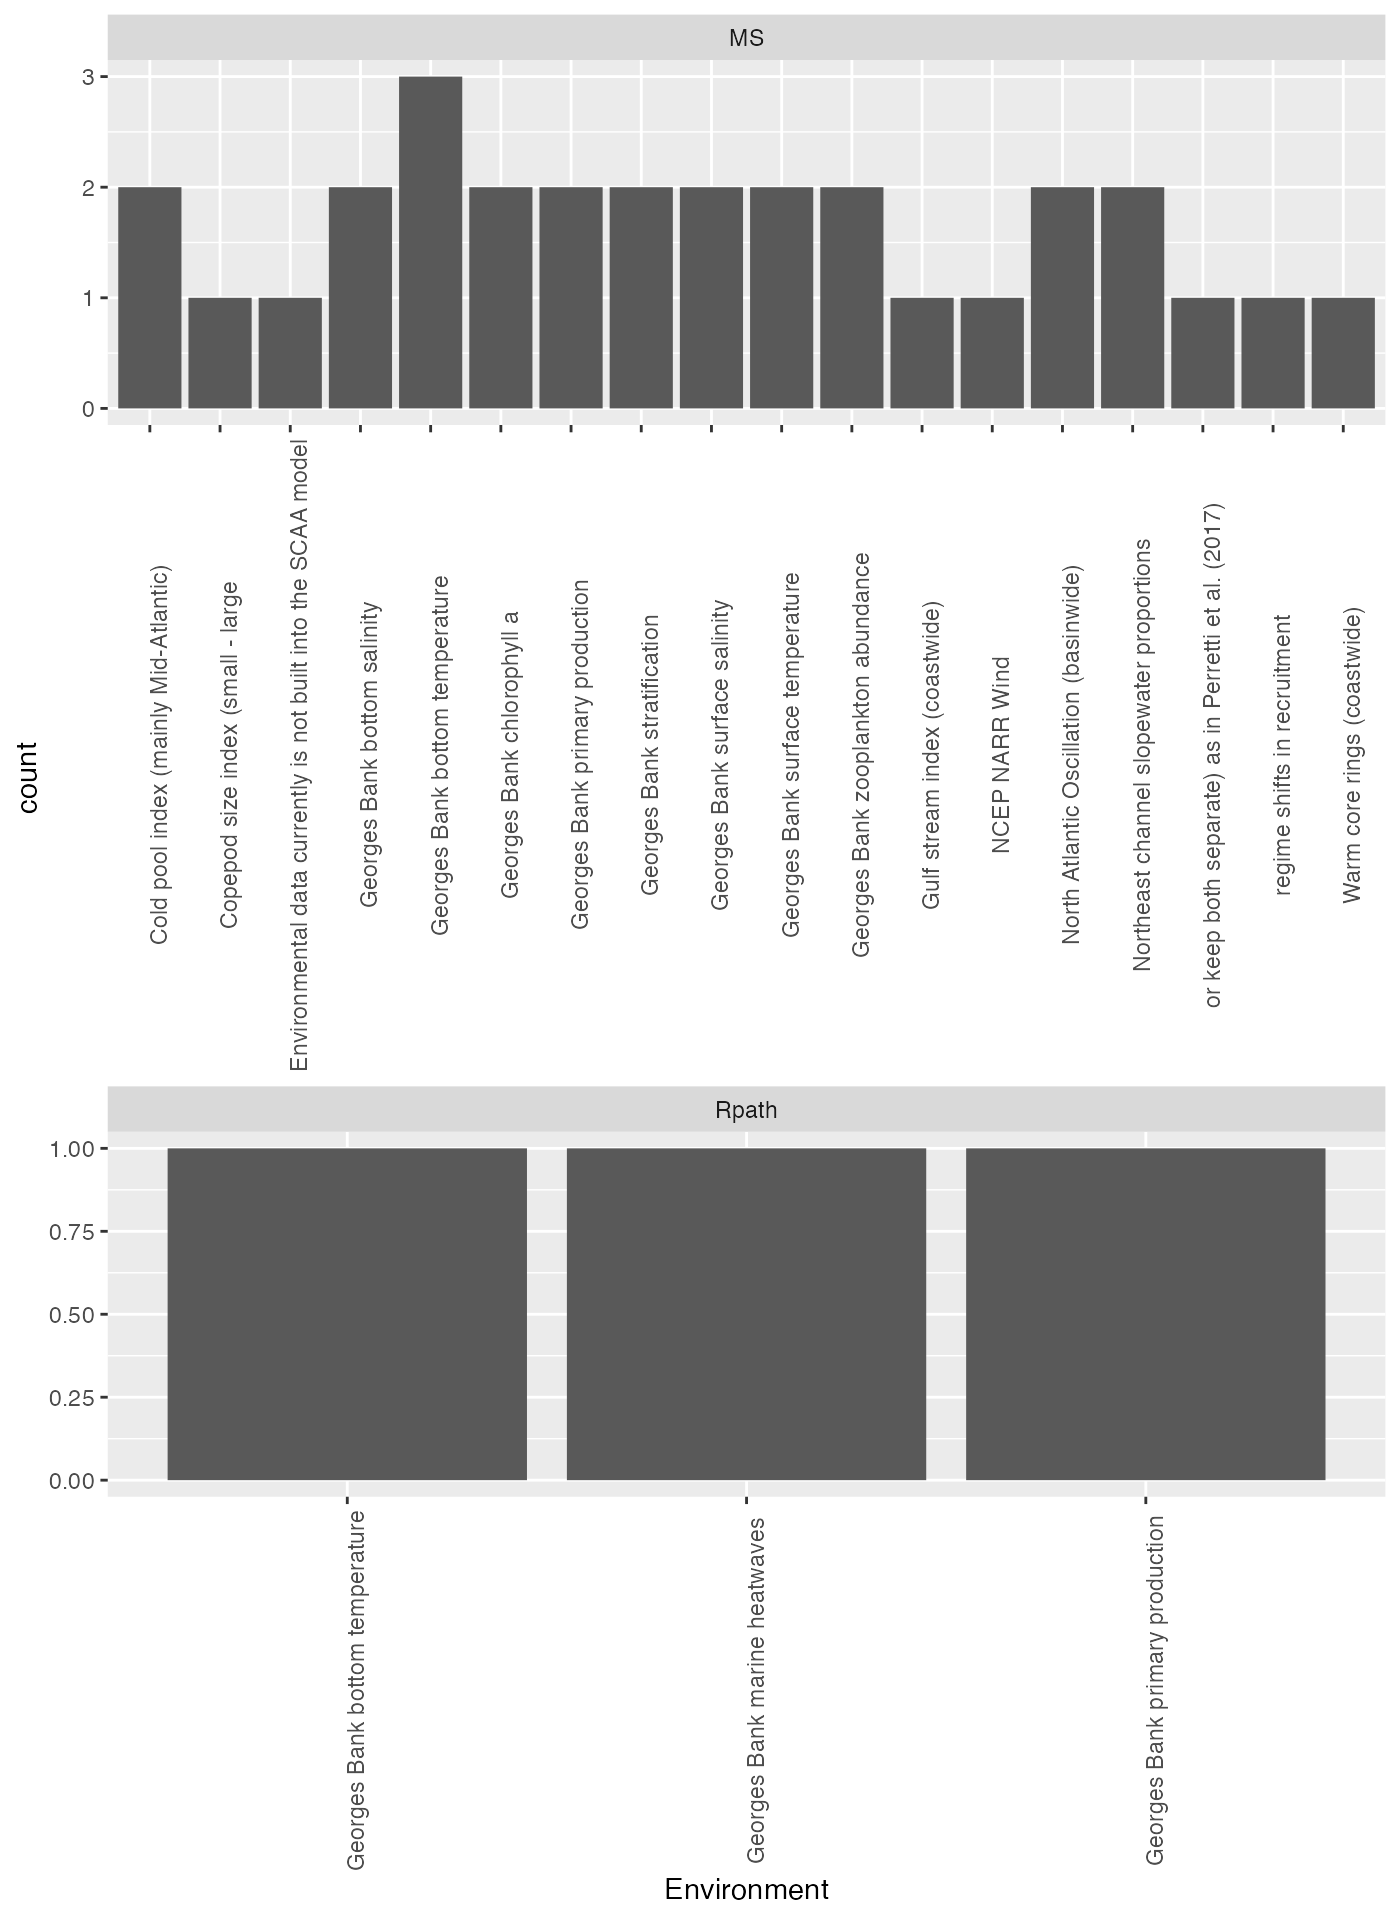 MS
3
2
1
0
Cold pool index (mainly Mid-Atlantic)
Copepod size index (small - large
Environmental data currently is not built into the SCAA model
Georges Bank bottom salinity
Georges Bank bottom temperature
Georges Bank chlorophyll a
Georges Bank primary production
Georges Bank stratification
Georges Bank surface salinity
Georges Bank surface temperature
Georges Bank zooplankton abundance
Gulf stream index (coastwide)
NCEP NARR Wind
North Atlantic Oscillation (basinwide)
Northeast channel slopewater proportions
or keep both separate) as in Perretti et al. (2017)
regime shifts in recruitment
Warm core rings (coastwide)
count
Rpath
1.00
0.75
0.50
0.25
0.00
Georges Bank bottom temperature
Georges Bank marine heatwaves
Georges Bank primary production
Environment